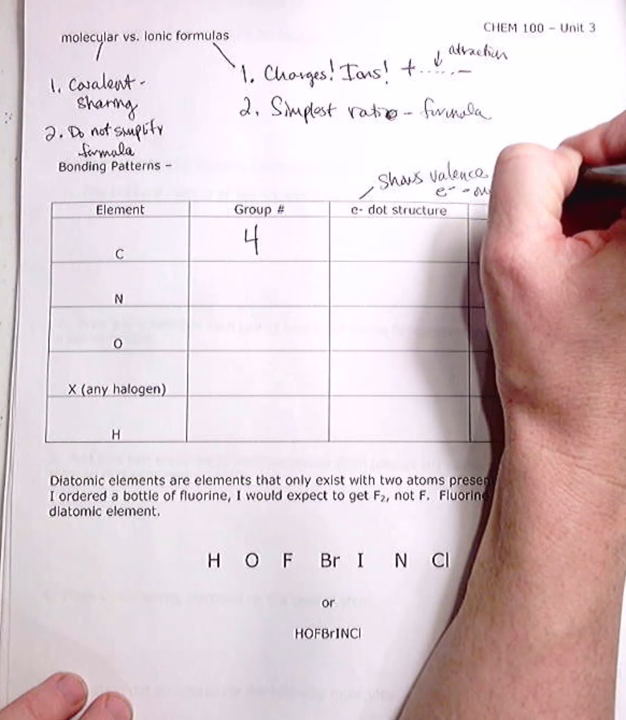 CHEM 100 – Unit 3
molecular vs. Ionic formulas
1. Covalent -
sharing
2. Do not simplify
formula
1. Charges! Ions! + ...... –
attraction
2. Simplest ratio - formula
Bonding Patterns –
Shows valence
e- -
Element Group # e- dot structure
C 4
N
O
X (any halogen)
H
Diatomic elements are elements that only exist with two atoms
I ordered a bottle of fluorine, I would expect to get F₂, not F.
diatomic element.
H O F Br I N Cl
or
HOFBrINCl